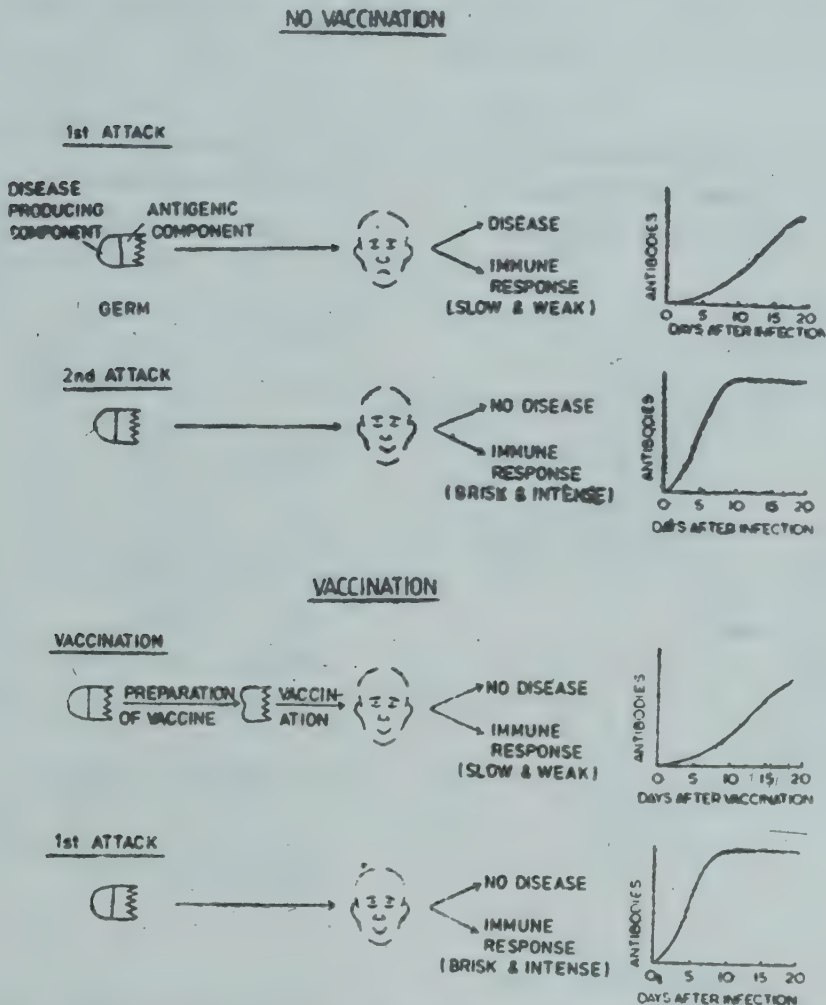 NO VACCINATION
1st ATTACK
DISEASE
PRODUCING
COMPONENT
ANTIGENIC
COMPONENT
GERM
DISEASE
IMMUNE
RESPONSE
(SLOW & WEAK)
ANTIBODIES
0 5 10 15 20
DAYS AFTER INFECTION
2nd ATTACK
NO DISEASE
IMMUNE
RESPONSE
(BRISK & INTENSE)
ANTIBODIES
0 5 10 15 20
DAYS AFTER INFECTION
VACCINATION
VACCINATION
PREPARATION
OF VACCINE
VACCIN-
ATION
NO DISEASE
IMMUNE
RESPONSE
(SLOW & WEAK)
ANTIBODIES
0 5 10 15 20
DAYS AFTER VACCINATION
1st ATTACK
NO DISEASE
IMMUNE
RESPONSE
(BRISK & INTENSE)
ANTIBODIES
0 5 10 15 20
DAYS AFTER INFECTION